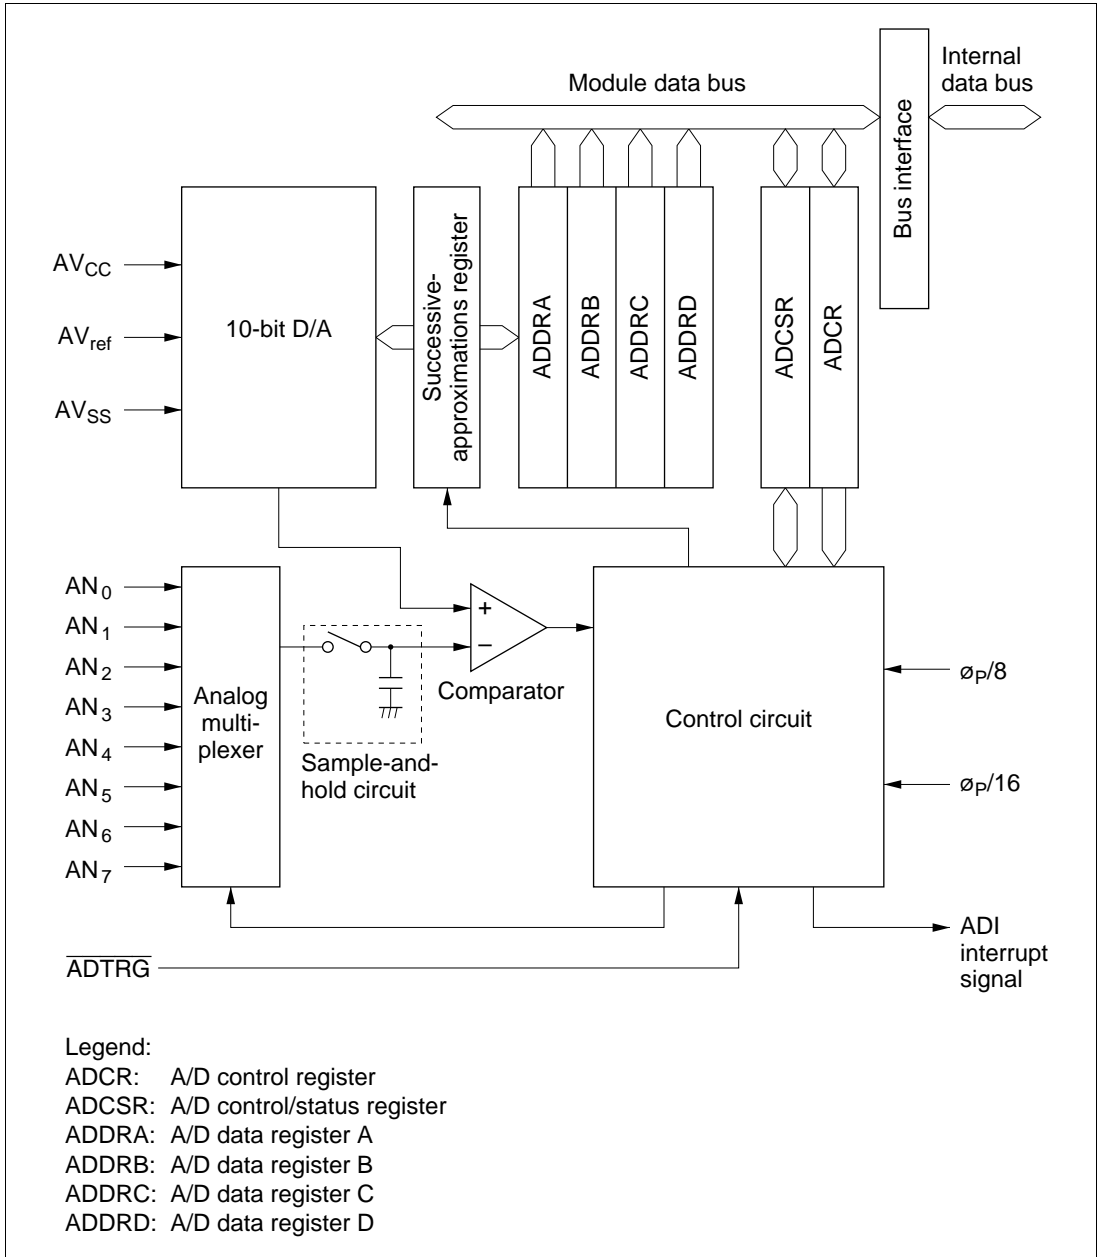 Module data bus
Internal
data bus
Bus interface
AVCC
AVref
AVSS
10-bit D/A
Successive-
approximations register
ADDRA
ADDRB
ADDRC
ADDRD
ADCSR
ADCR
AN0
AN1
AN2
AN3
AN4
AN5
AN6
AN7
Analog
multi-
plexer
Sample-and-
hold circuit
+
−
Comparator
Control circuit
øP/8
øP/16
ADTRG
ADI
interrupt
signal
Legend:
ADCR: A/D control register
ADCSR: A/D control/status register
ADDRA: A/D data register A
ADDRB: A/D data register B
ADDRC: A/D data register C
ADDRD: A/D data register D